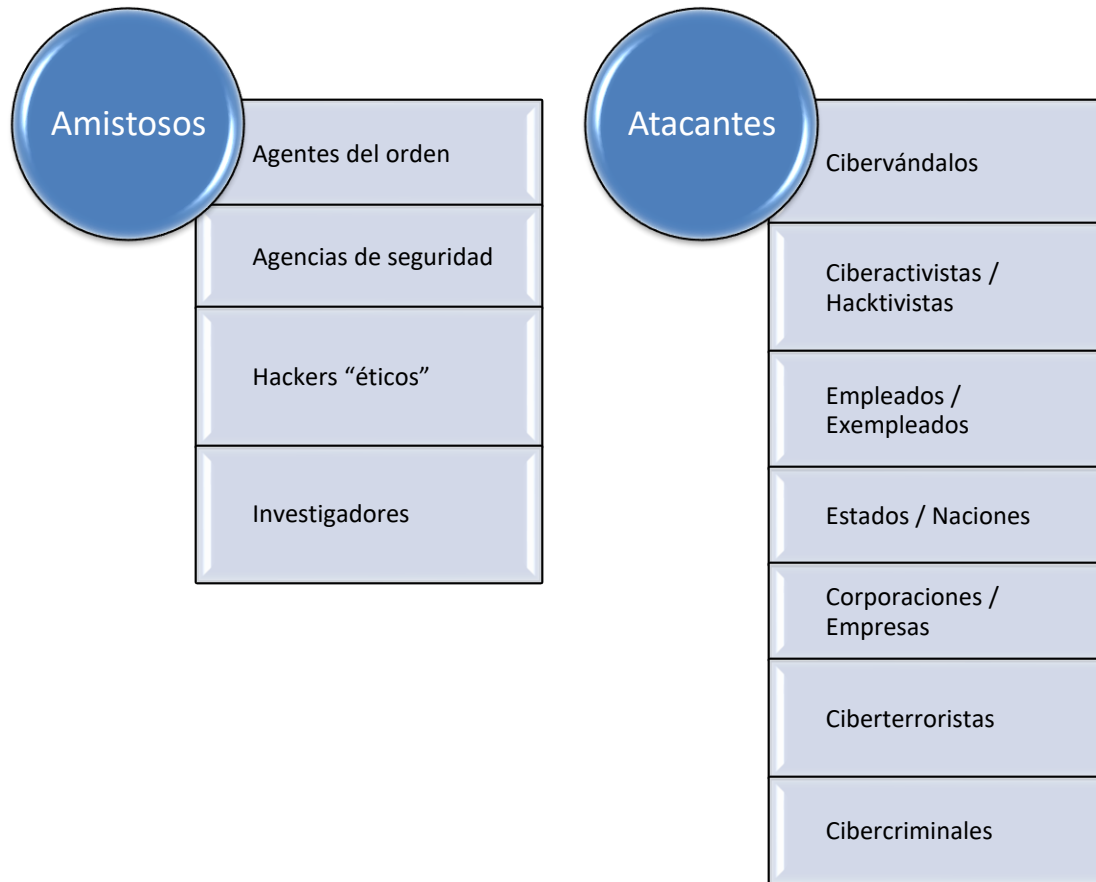 Amistosos
Agentes del orden
Agencias de seguridad
Hackers “éticos”
Investigadores
Atacantes
Cibervándalos
Ciberactivistas /
Hacktivistas
Empleados /
Exempleados
Estados / Naciones
Corporaciones /
Empresas
Ciberterroristas
Cibercriminales